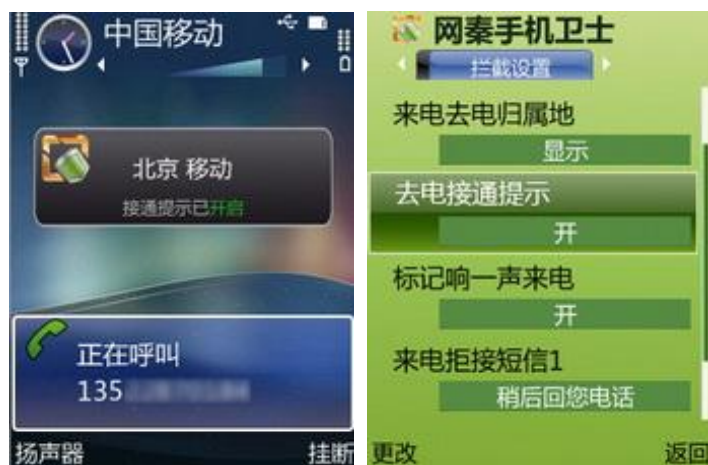 中国移动
北京 移动
接通提示已开启
正在呼叫
135
扬声器
挂断
网秦手机卫士
拦截设置
来电去电归属地
显示
去电接通提示
开
标记响一声来电
开
来电拒接短信1
稍后回您电话
更改
返回